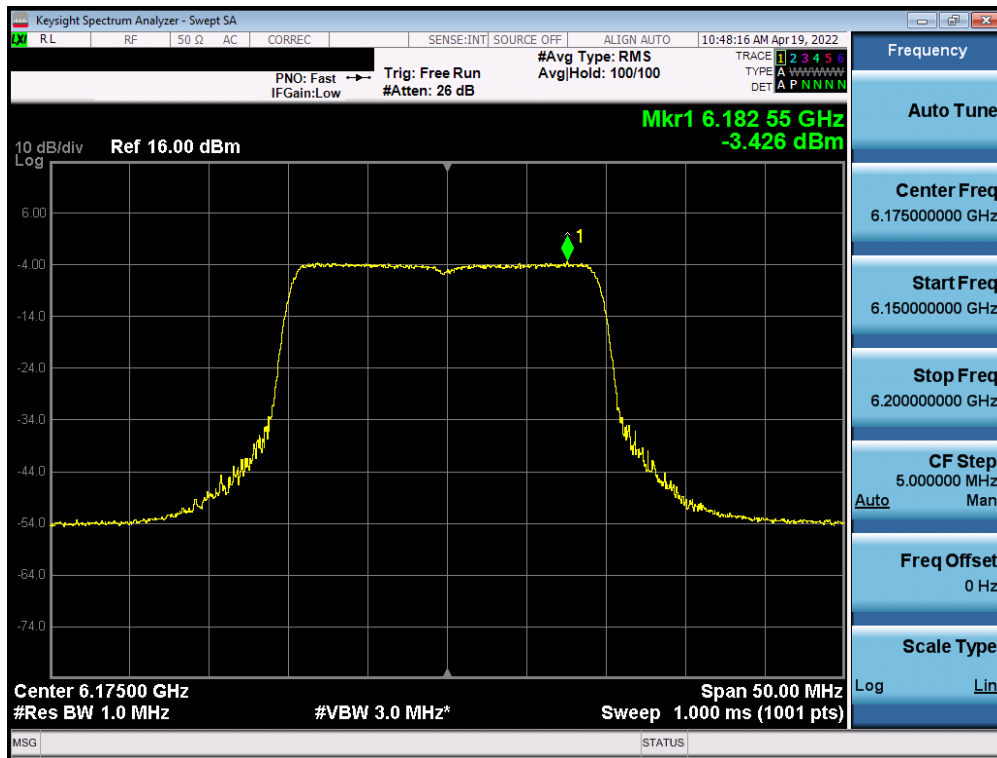 Keysight Spectrum Analyzer - Swept SA
LXI RL RF 50 Ω AC CORREC SENSE:INT SOURCE OFF ALIGN AUTO 10:48:16 AM Apr 19, 2022
PNO: Fast
IFGain:Low
Trig: Free Run
#Atten: 26 dB
#Avg Type: RMS
Avg|Hold: 100/100
TRACE 1 2 3 4 5 6
TYPE A WWWWW
DET A P N N N N
Mkr1 6.182 55 GHz
-3.426 dBm
10 dB/div Ref 16.00 dBm
Log
6.00
-4.00
-14.0
-24.0
-34.0
-44.0
-54.0
-64.0
-74.0
1
Center 6.17500 GHz
Span 50.00 MHz
#Res BW 1.0 MHz
#VBW 3.0 MHz*
Sweep 1.000 ms (1001 pts)
MSG STATUS
Frequency
Auto Tune
Center Freq
6.175000000 GHz
Start Freq
6.150000000 GHz
Stop Freq
6.200000000 GHz
CF Step
5.000000 MHz
Auto Man
Freq Offset
0 Hz
Scale Type
Log Lin